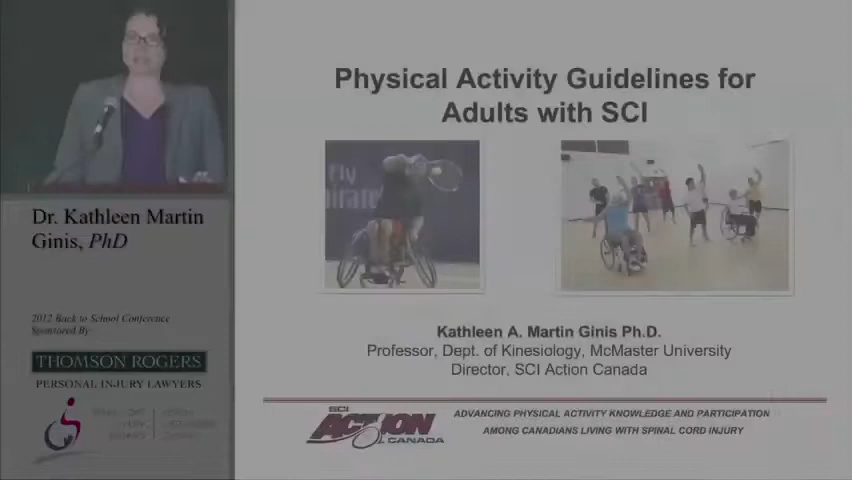 Physical Activity Guidelines for
Adults with SCI
Dr. Kathleen Martin
Ginis, PhD
2012 Back to School Conference
Sponsored By:
THOMSON ROGERS
PERSONAL INJURY LAWYERS
Kathleen A. Martin Ginis Ph.D.
Professor, Dept. of Kinesiology, McMaster University
Director, SCI Action Canada
SCI
ACTION
CANADA
ADVANCING PHYSICAL ACTIVITY KNOWLEDGE AND PARTICIPATION
AMONG CANADIANS LIVING WITH SPINAL CORD INJURY